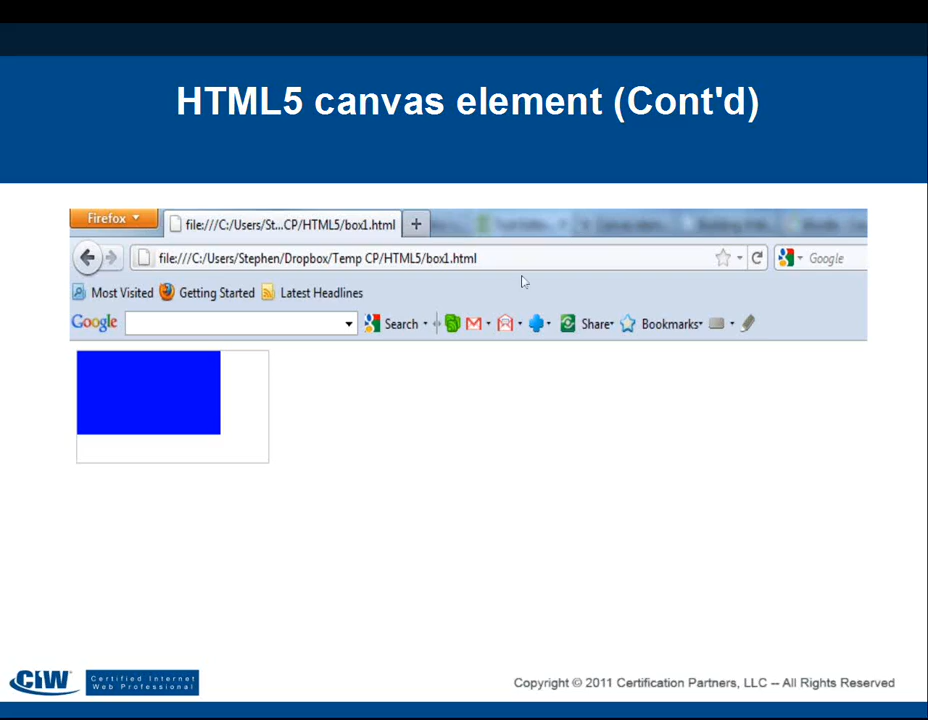 HTML5 canvas element (Cont'd)
Firefox
file:///C:/Users/St...CP/HTML5/box1.html
file:///C:/Users/Stephen/Dropbox/Temp CP/HTML5/box1.html
Google
Most Visited Getting Started Latest Headlines
Google Search Share Bookmarks
CIW
Certified Internet
Web Professional
Copyright © 2011 Certification Partners, LLC -- All Rights Reserved